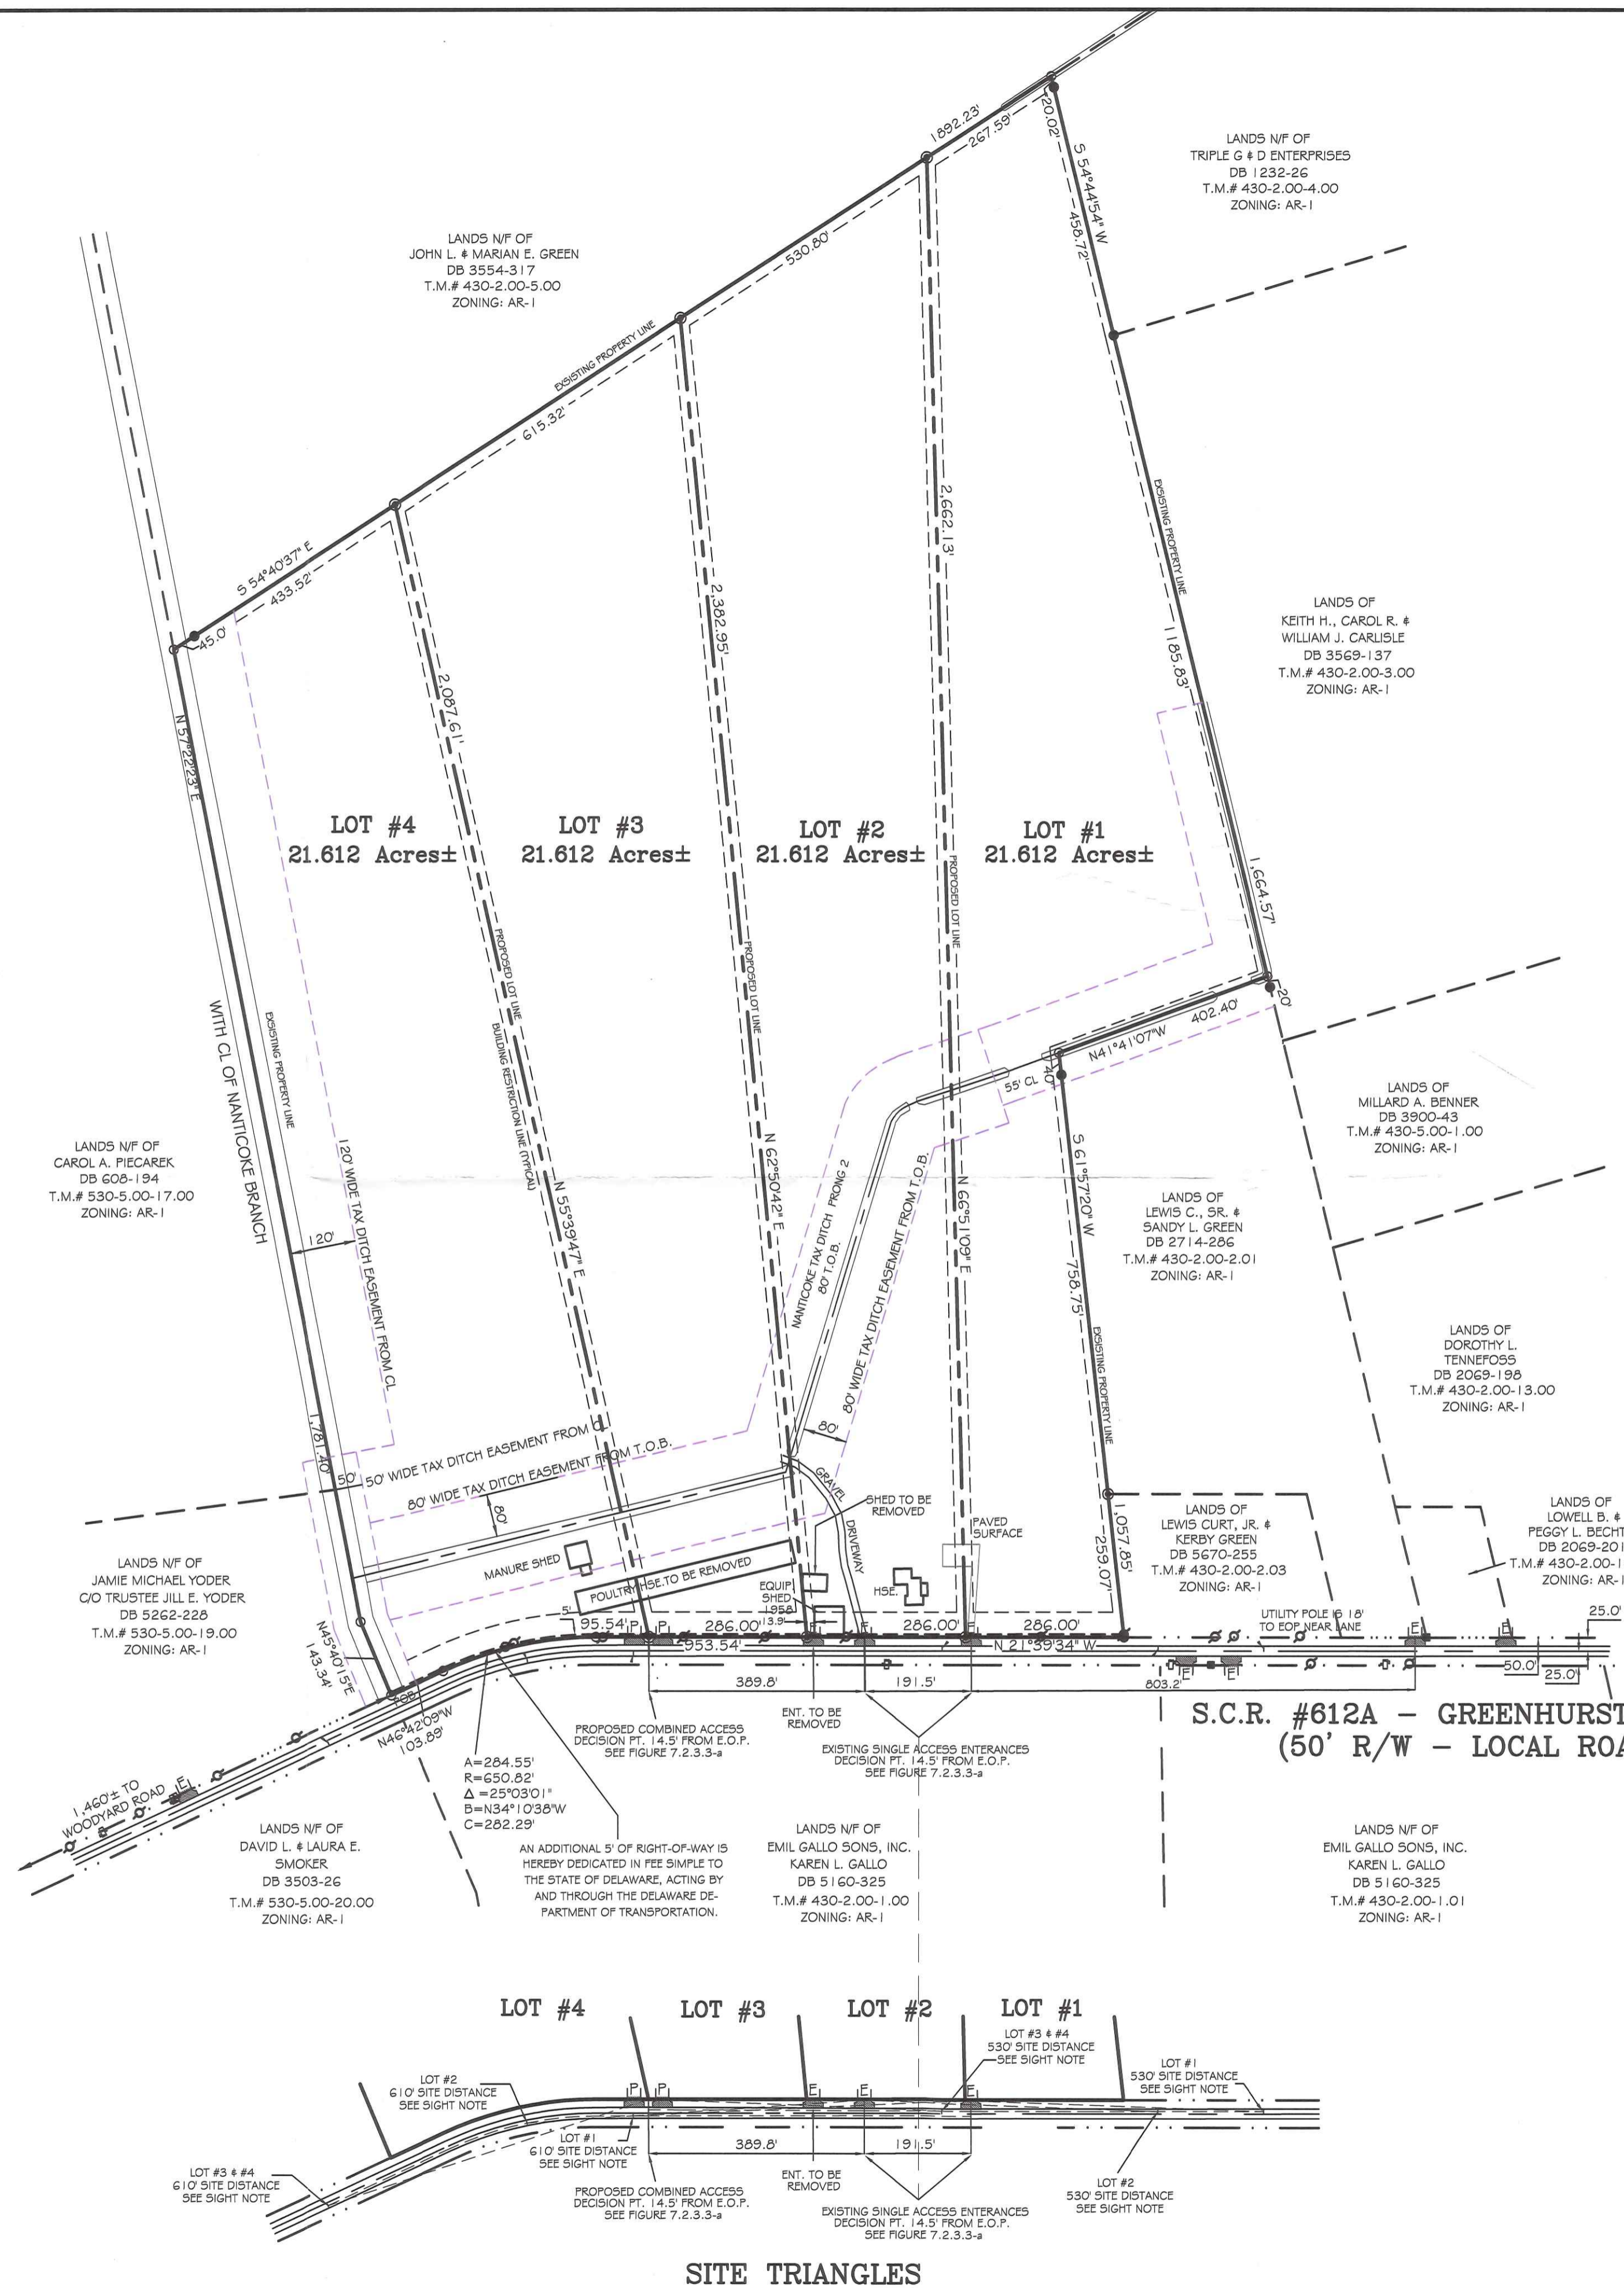 1892.23'
267.59'
20.02'
S 54°44'54" W
458.72'
LANDS N/F OF
TRIPLE G & D ENTERPRISES
DB 1232-26
T.M.# 430-2.00-4.00
ZONING: AR-1
LANDS N/F OF
JOHN L. & MARIAN E. GREEN
DB 3554-317
T.M.# 430-2.00-5.00
ZONING: AR-1
530.80'
EXSISTING PROPERTY LINE
615.32'
S 54°40'37" E
433.52'
45.0'
2,662.13'
2,382.95'
2,087.61'
EXSISTING PROPERTY LINE
1185.83'
LANDS OF
KEITH H., CAROL R. &
WILLIAM J. CARLISLE
DB 3569-137
T.M.# 430-2.00-3.00
ZONING: AR-1
N 57°22'23" E
LOT #4
21.612 Acres±
LOT #3
21.612 Acres±
LOT #2
21.612 Acres±
LOT #1
21.612 Acres±
1,664.57'
PROPOSED LOT LINE
PROPOSED LOT LINE
PROPOSED LOT LINE
BUILDING RESTRICTION LINE (TYPICAL)
WITH CL OF NANTICOKE BRANCH
EXSISTING PROPERTY LINE
20'
402.40'
N41°41'07"W
40'
55' CL
LANDS OF
MILLARD A. BENNER
DB 3900-43
T.M.# 430-5.00-1.00
ZONING: AR-1
LANDS N/F OF
CAROL A. PIECAREK
DB 608-194
T.M.# 530-5.00-17.00
ZONING: AR-1
120' WIDE TAX DITCH EASEMENT FROM CL
120'
N 55°39'47" E
N 62°50'42" E
N 66°51'09" E
NANTICOKE TAX DITCH PRONG 2
80' T.O.B.
80' WIDE TAX DITCH EASEMENT FROM T.O.B.
S 61°57'20" W
758.75'
EXSISTING PROPERTY LINE
LANDS OF
LEWIS C., SR. &
SANDY L. GREEN
DB 2714-286
T.M.# 430-2.00-2.01
ZONING: AR-1
LANDS OF
DOROTHY L.
TENNEFOSS
DB 2069-198
T.M.# 430-2.00-13.00
ZONING: AR-1
1,781.40'
50'
50' WIDE TAX DITCH EASEMENT FROM CL
80' WIDE TAX DITCH EASEMENT FROM T.O.B.
80'
80'
GRAVEL
DRIVEWAY
SHED TO BE
REMOVED
PAVED
SURFACE
1,057.85'
259.07'
LANDS OF
LEWIS CURT, JR. &
KERBY GREEN
DB 5670-255
T.M.# 430-2.00-2.03
ZONING: AR-1
LANDS OF
LOWELL B. &
PEGGY L. BECHT
DB 2069-201
T.M.# 430-2.00-1
ZONING: AR-1
LANDS N/F OF
JAMIE MICHAEL YODER
C/O TRUSTEE JILL E. YODER
DB 5262-228
T.M.# 530-5.00-19.00
ZONING: AR-1
MANURE SHED
POULTRY HSE.TO BE REMOVED
EQUIP.
SHED
1958
13.9'
HSE.
N45°40'15"E
143.34'
5'
95.54'
286.00'
286.00'
286.00'
953.54'
N 21°39'34" W
P P E E E E E
UTILITY POLE IS 18'
TO EOP NEAR LANE
25.0'
50.0'
25.0'
E E
POB
N46°42'09"W
103.89'
389.8'
191.5'
803.2'
S.C.R. #612A - GREENHURST
(50' R/W - LOCAL ROA
PROPOSED COMBINED ACCESS
DECISION PT. 14.5' FROM E.O.P.
SEE FIGURE 7.2.3.3-a
ENT. TO BE
REMOVED
EXISTING SINGLE ACCESS ENTERANCES
DECISION PT. 14.5' FROM E.O.P.
SEE FIGURE 7.2.3.3-a
A=284.55'
R=650.82'
Δ =25°03'01"
B=N34°10'38"W
C=282.29'
E
1,460'± TO
WOODYARD ROAD
LANDS N/F OF
DAVID L. & LAURA E.
SMOKER
DB 3503-26
T.M.# 530-5.00-20.00
ZONING: AR-1
AN ADDITIONAL 5' OF RIGHT-OF-WAY IS
HEREBY DEDICATED IN FEE SIMPLE TO
THE STATE OF DELAWARE, ACTING BY
AND THROUGH THE DELAWARE DE-
PARTMENT OF TRANSPORTATION.
LANDS N/F OF
EMIL GALLO SONS, INC.
KAREN L. GALLO
DB 5160-325
T.M.# 430-2.00-1.00
ZONING: AR-1
LANDS N/F OF
EMIL GALLO SONS, INC.
KAREN L. GALLO
DB 5160-325
T.M.# 430-2.00-1.01
ZONING: AR-1
LOT #4
LOT #3
LOT #2
LOT #1
LOT #3 & #4
530' SITE DISTANCE
SEE SIGHT NOTE
LOT #1
530' SITE DISTANCE
SEE SIGHT NOTE
LOT #2
610' SITE DISTANCE
SEE SIGHT NOTE
P P E E E
LOT #1
610' SITE DISTANCE
SEE SIGHT NOTE
389.8'
191.5'
LOT #3 & #4
610' SITE DISTANCE
SEE SIGHT NOTE
PROPOSED COMBINED ACCESS
DECISION PT. 14.5' FROM E.O.P.
SEE FIGURE 7.2.3.3-a
ENT. TO BE
REMOVED
EXISTING SINGLE ACCESS ENTERANCES
DECISION PT. 14.5' FROM E.O.P.
SEE FIGURE 7.2.3.3-a
LOT #2
530' SITE DISTANCE
SEE SIGHT NOTE
SITE TRIANGLES